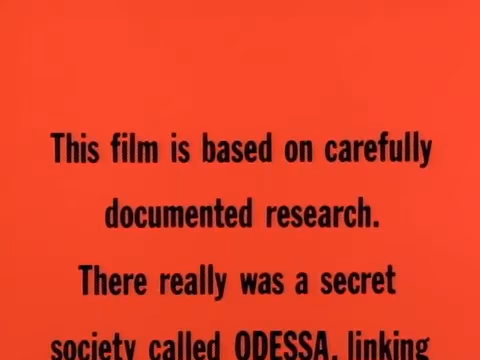 This film is based on carefully
documented research.
There really was a secret
society called ODESSA, linking